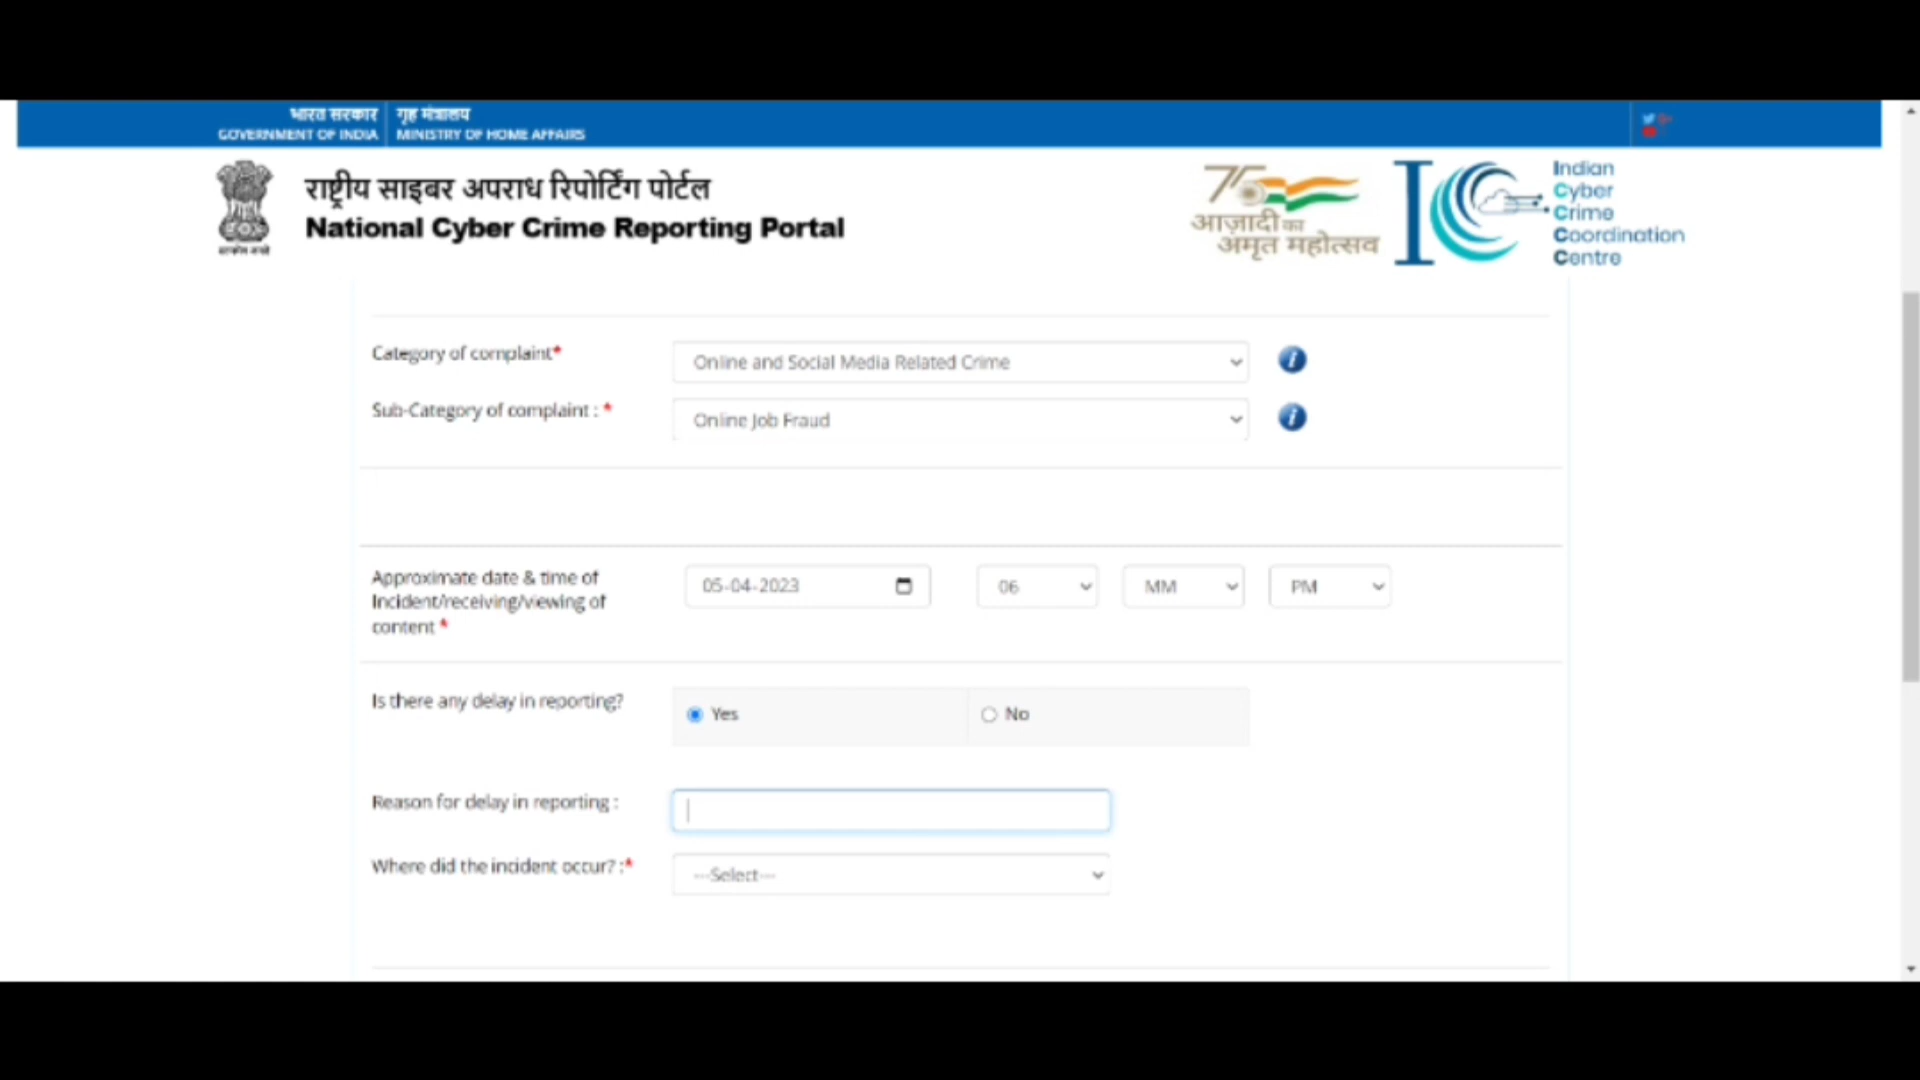 भारत सरकार गृह मंत्रालय
GOVERNMENT OF INDIA MINISTRY OF HOME AFFAIRS
राष्ट्रीय साइबर अपराध रिपोर्टिंग पोर्टल
National Cyber Crime Reporting Portal
सत्यमेव जयते
75
आज़ादी का
अमृत महोत्सव
Indian
Cyber
Crime
Coordination
Centre
Category of complaint* Online and Social Media Related Crime
Sub-Category of complaint : * Online Job Fraud
Approximate date & time of
Incident/receiving/viewing of
content *
05-04-2023 06 MM PM
Is there any delay in reporting? Yes No
Reason for delay in reporting :
Where did the incident occur? :* ---Select---